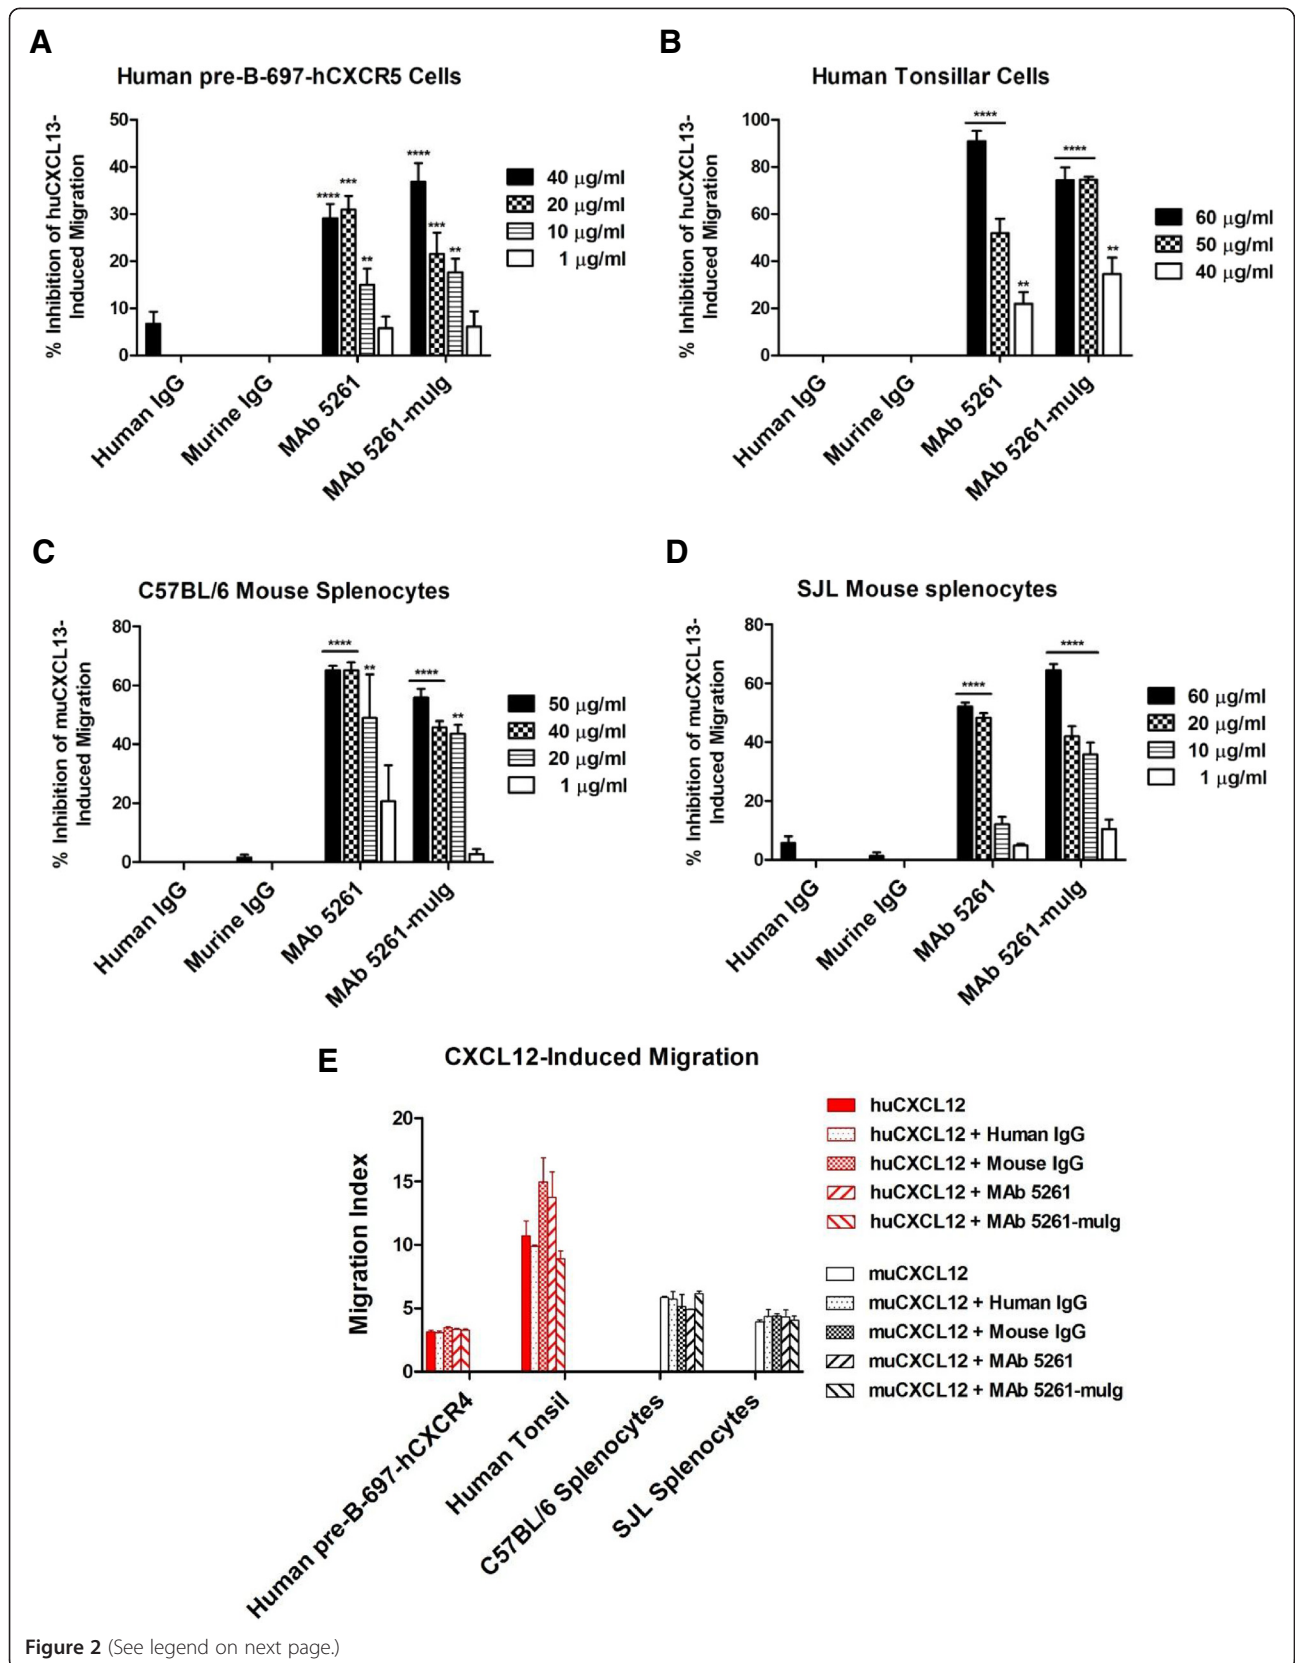 A
Human pre-B-697-hCXCR5 Cells
% Inhibition of huCXCL13-
Induced Migration
50
40
30
20
10
0
****
***
**
****
***
**
40 µg/ml
20 µg/ml
10 µg/ml
1 µg/ml
Human IgG
Murine IgG
MAb 5261
MAb 5261-muIg
B
Human Tonsillar Cells
% Inhibition of huCXCL13-
Induced Migration
100
80
60
40
20
0
****
**
****
**
60 µg/ml
50 µg/ml
40 µg/ml
Human IgG
Murine IgG
MAb 5261
MAb 5261-muIg
C
C57BL/6 Mouse Splenocytes
% Inhibition of muCXCL13-
Induced Migration
80
60
40
20
0
****
**
****
**
50 µg/ml
40 µg/ml
20 µg/ml
1 µg/ml
Human IgG
Murine IgG
MAb 5261
MAb 5261-muIg
D
SJL Mouse splenocytes
% Inhibition of muCXCL13-
Induced Migration
80
60
40
20
0
****
****
60 µg/ml
20 µg/ml
10 µg/ml
1 µg/ml
Human IgG
Murine IgG
MAb 5261
MAb 5261-muIg
E
CXCL12-Induced Migration
Migration Index
20
15
10
5
0
huCXCL12
huCXCL12 + Human IgG
huCXCL12 + Mouse IgG
huCXCL12 + MAb 5261
huCXCL12 + MAb 5261-muIg
muCXCL12
muCXCL12 + Human IgG
muCXCL12 + Mouse IgG
muCXCL12 + MAb 5261
muCXCL12 + MAb 5261-muIg
Human pre-B-697-hCXCR4
Human Tonsil
C57BL/6 Splenocytes
SJL Splenocytes
Figure 2 (See legend on next page.)